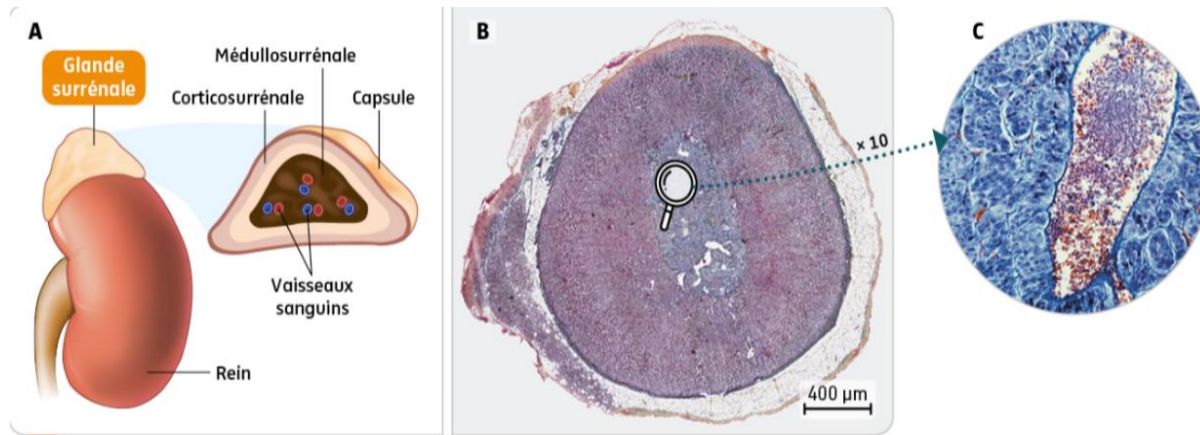 A
Glande
surrénale
Médullosurrénale
Corticosurrénale
Capsule
Vaisseaux
sanguins
Rein
B
× 10
400 µm
C